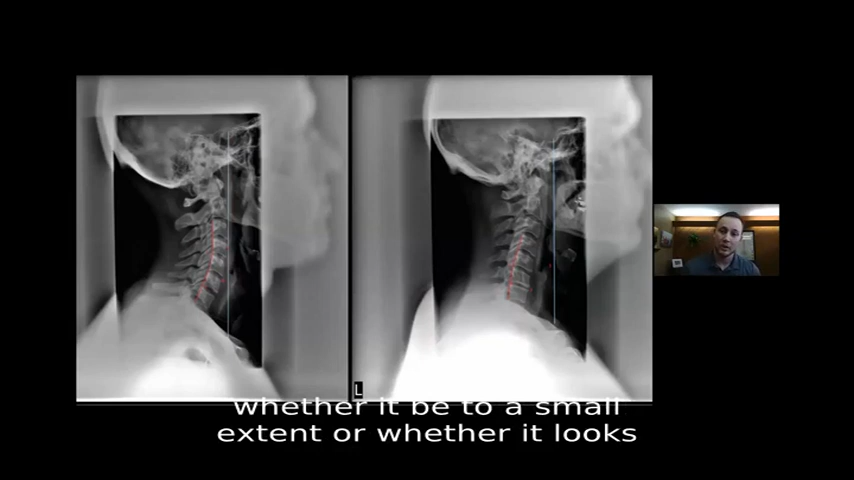 L
whether it be to a small
extent or whether it looks